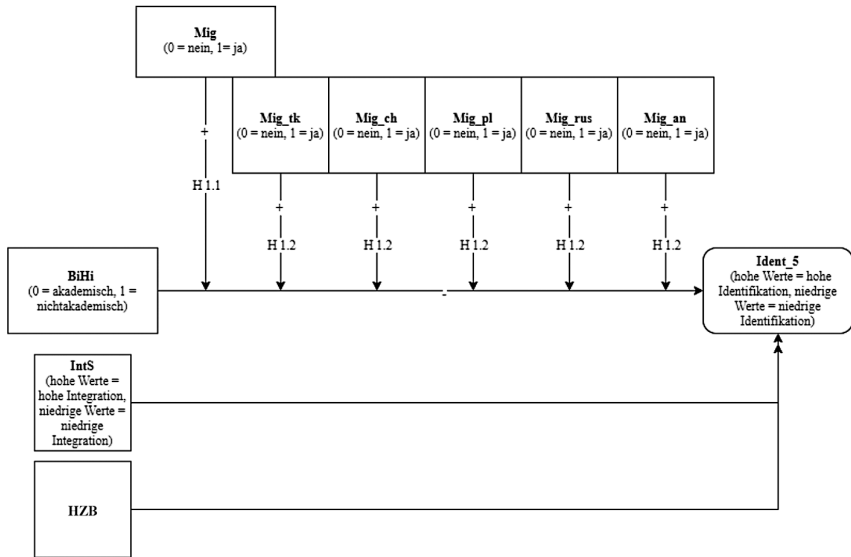 Mig
(0 = nein, 1= ja)
Mig_tk
(0 = nein, 1 = ja)
Mig_ch
(0 = nein, 1 = ja)
Mig_pl
(0 = nein, 1 = ja)
Mig_rus
(0 = nein, 1 = ja)
Mig_an
(0 = nein, 1 = ja)
+
H 1.1
+
H 1.2
+
H 1.2
+
H 1.2
+
H 1.2
+
H 1.2
BiHi
(0 = akademisch, 1 =
nichtakademisch)
-
Ident_5
(hohe Werte = hohe
Identifikation, niedrige
Werte = niedrige
Identifikation)
IntS
(hohe Werte =
hohe Integration,
niedrige Werte =
niedrige
Integration)
HZB